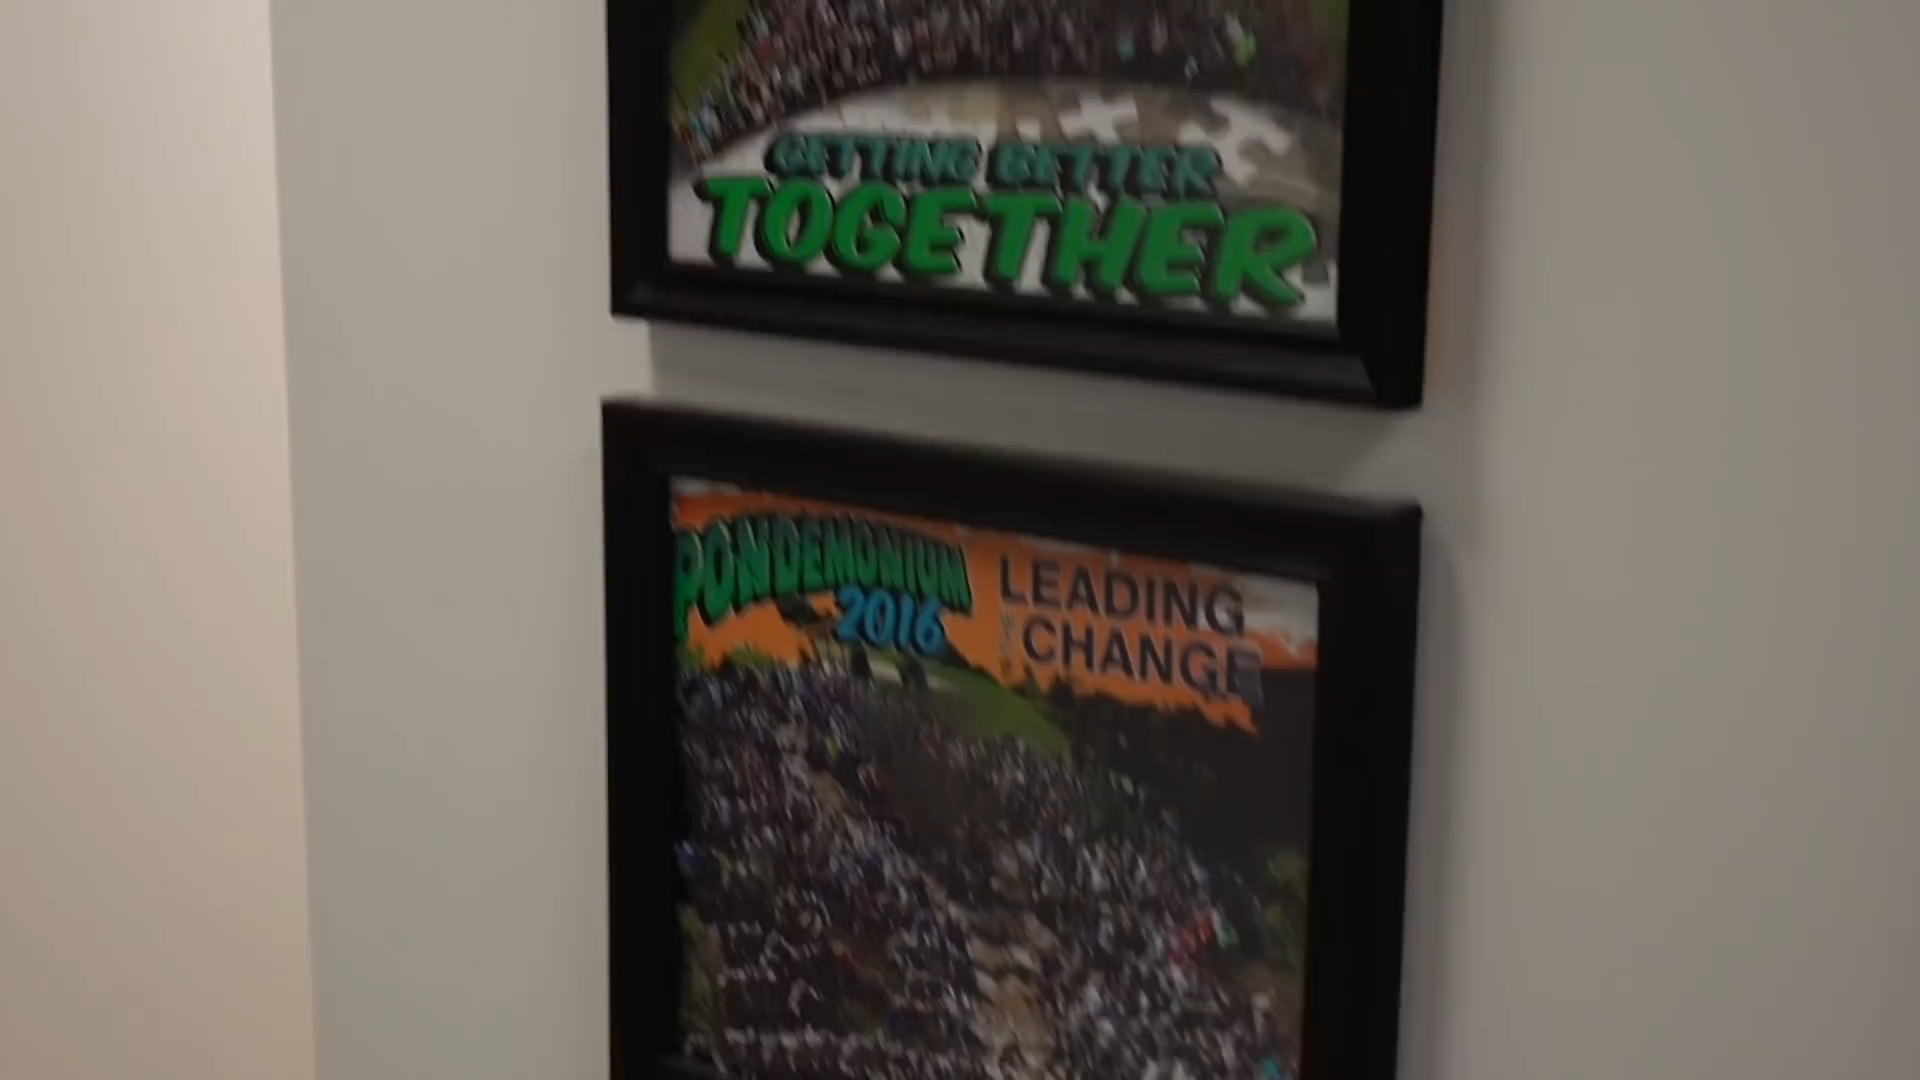 GETTING BETTER
TOGETHER
PONDEMONIUM
2016
LEADING
CHANGE